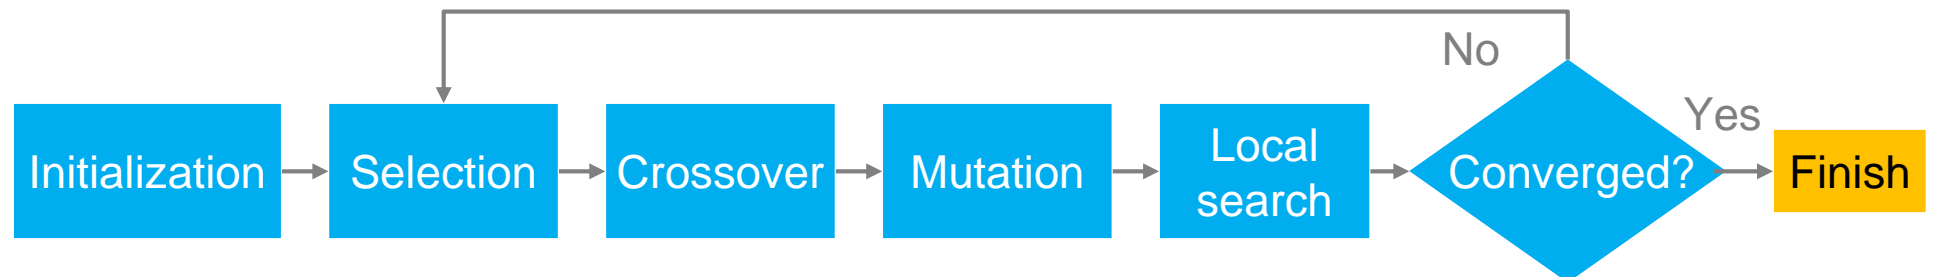 No
Yes
Initialization
Selection
Crossover
Mutation
Local
search
Converged?
Finish